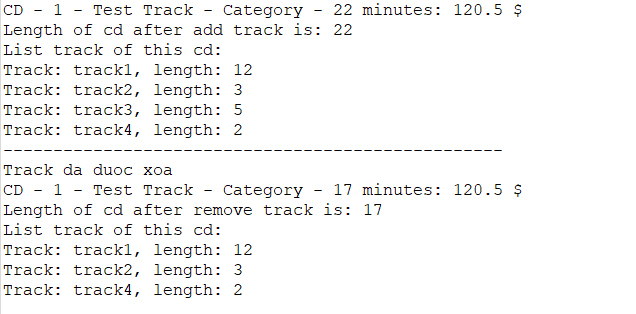 CD - 1 - Test Track - Category - 22 minutes: 120.5 $
Length of cd after add track is: 22
List track of this cd:
Track: track1, length: 12
Track: track2, length: 3
Track: track3, length: 5
Track: track4, length: 2
--------------------------------------------------
Track da duoc xoa
CD - 1 - Test Track - Category - 17 minutes: 120.5 $
Length of cd after remove track is: 17
List track of this cd:
Track: track1, length: 12
Track: track2, length: 3
Track: track4, length: 2